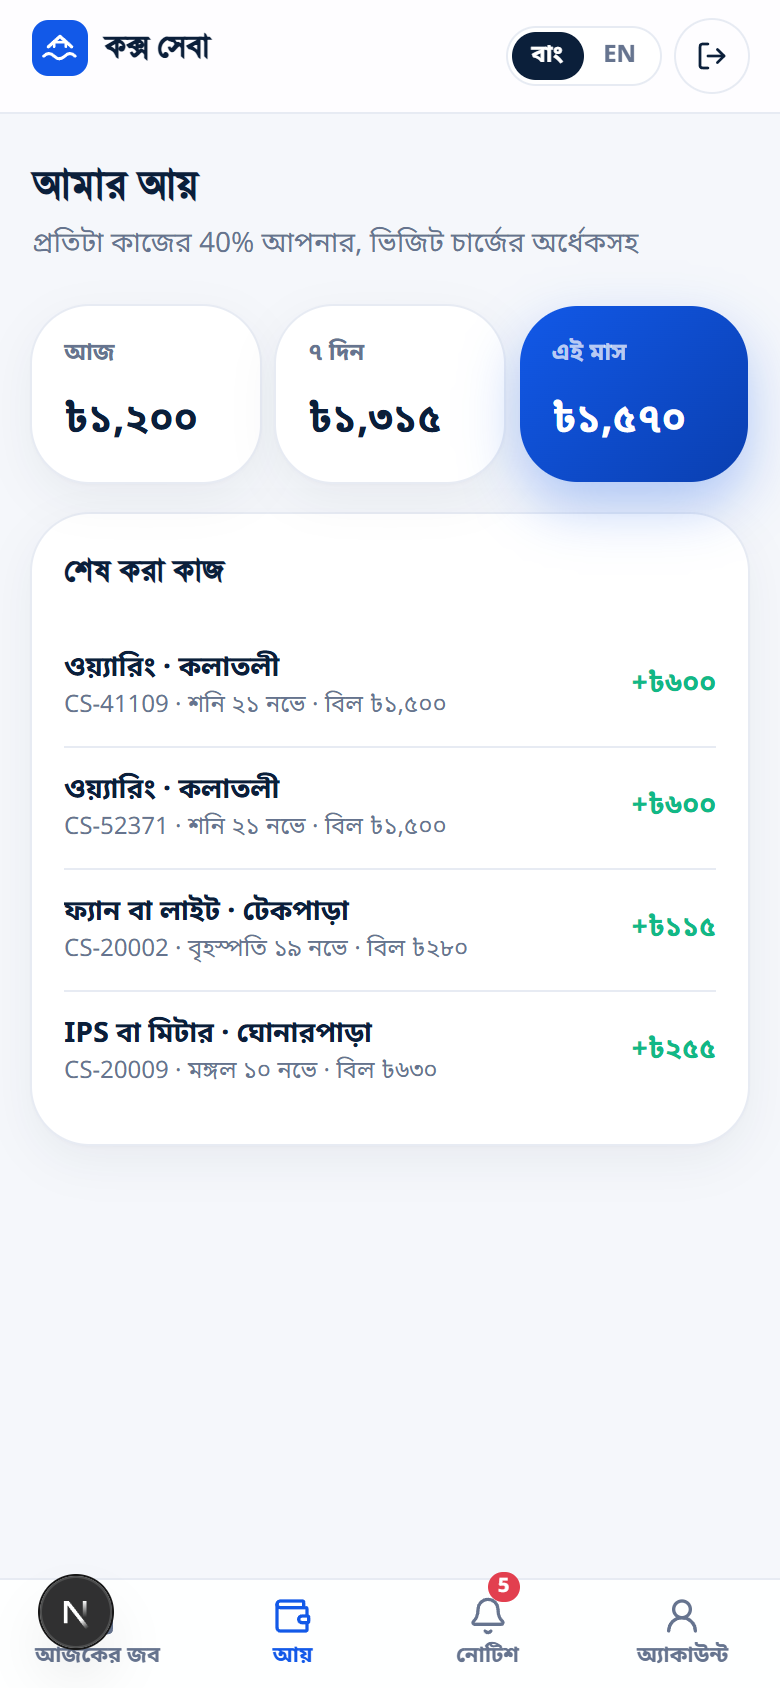 কক্স সেবা
বাং EN
আমার আয়
প্রতিটা কাজের 40% আপনার, ভিজিট চার্জের অর্ধেকসহ
আজ
৳১,২০০
৭ দিন
৳১,৩১৫
এই মাস
৳১,৫৭০
শেষ করা কাজ
ওয়্যারিং · কলাতলী
CS-41109 · শনি ২১ নভে · বিল ৳১,৫০০
+৳৬০০
ওয়্যারিং · কলাতলী
CS-52371 · শনি ২১ নভে · বিল ৳১,৫০০
+৳৬০০
ফ্যান বা লাইট · টেকপাড়া
CS-20002 · বৃহস্পতি ১৯ নভে · বিল ৳২৮০
+৳১১৫
IPS বা মিটার · ঘোনারপাড়া
CS-20009 · মঙ্গল ১০ নভে · বিল ৳৬৩০
+৳২৫৫
N
5
আজকের জব
আয়
নোটিশ
অ্যাকাউন্ট